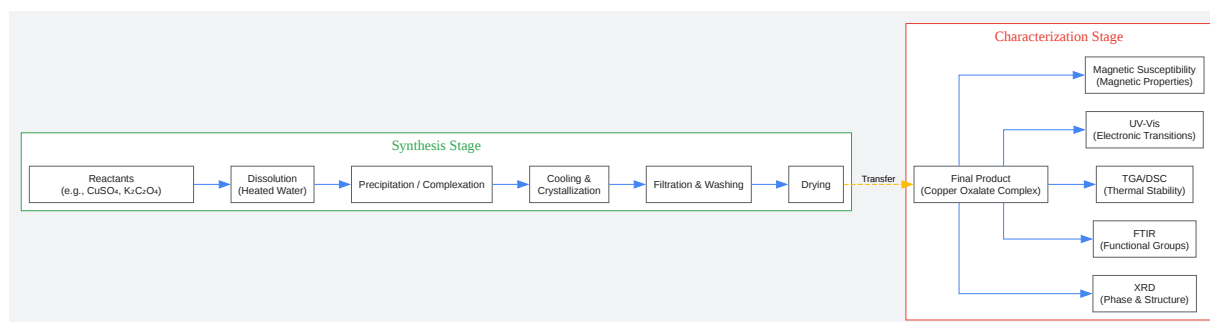 Characterization Stage
Magnetic Susceptibility
(Magnetic Properties)
UV-Vis
(Electronic Transitions)
Synthesis Stage
Reactants
(e.g., CuSO₄, K₂C₂O₄)
Dissolution
(Heated Water)
Precipitation / Complexation
Cooling &
Crystallization
Filtration & Washing
Drying
Transfer
Final Product
(Copper Oxalate Complex)
TGA/DSC
(Thermal Stability)
FTIR
(Functional Groups)
XRD
(Phase & Structure)